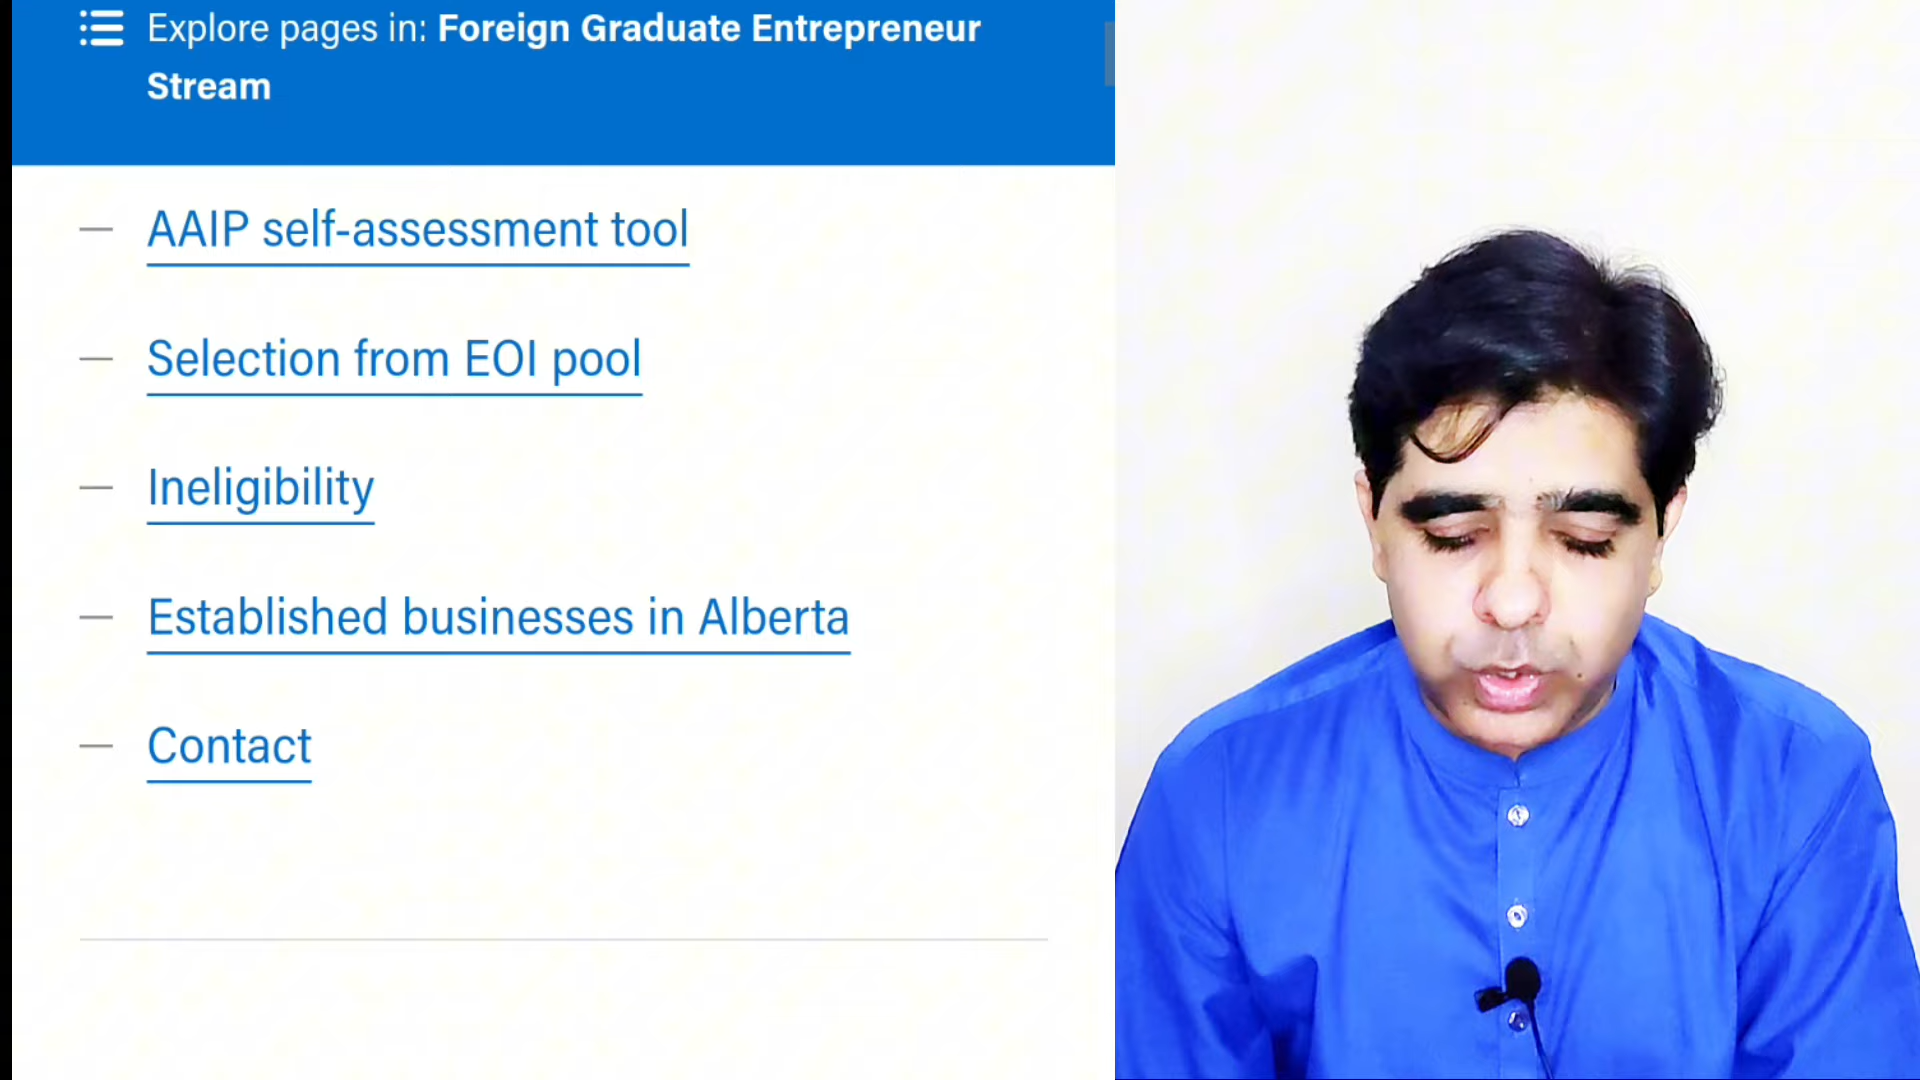 Explore pages in: Foreign Graduate Entrepreneur
Stream
— AAIP self-assessment tool
— Selection from EOI pool
— Ineligibility
— Established businesses in Alberta
— Contact